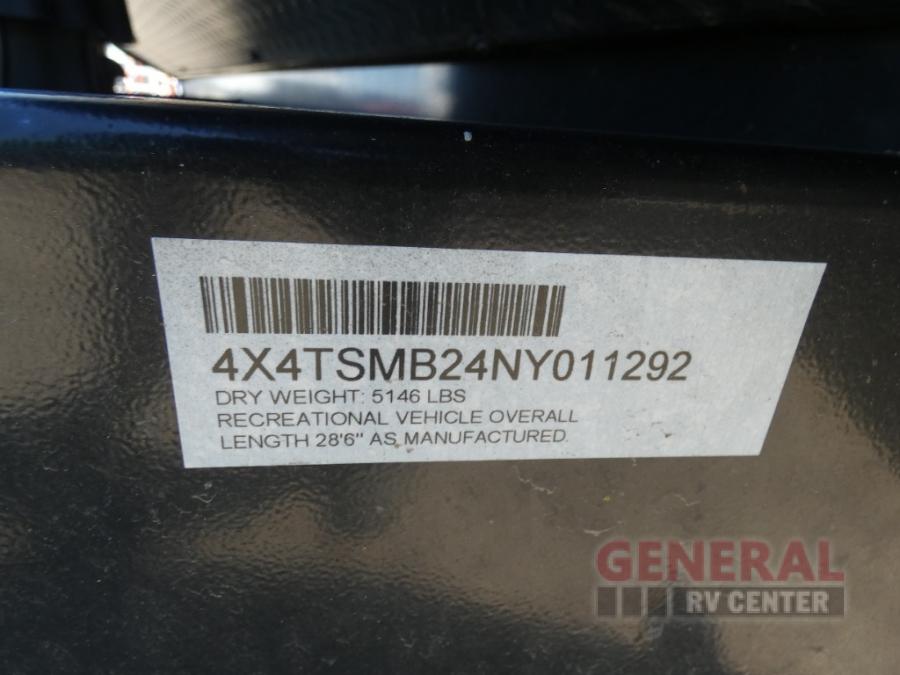 4X4TSMB24NY011292
DRY WEIGHT: 5146 LBS
RECREATIONAL VEHICLE OVERALL
LENGTH 28'6" AS MANUFACTURED.
GENERAL
RV CENTER